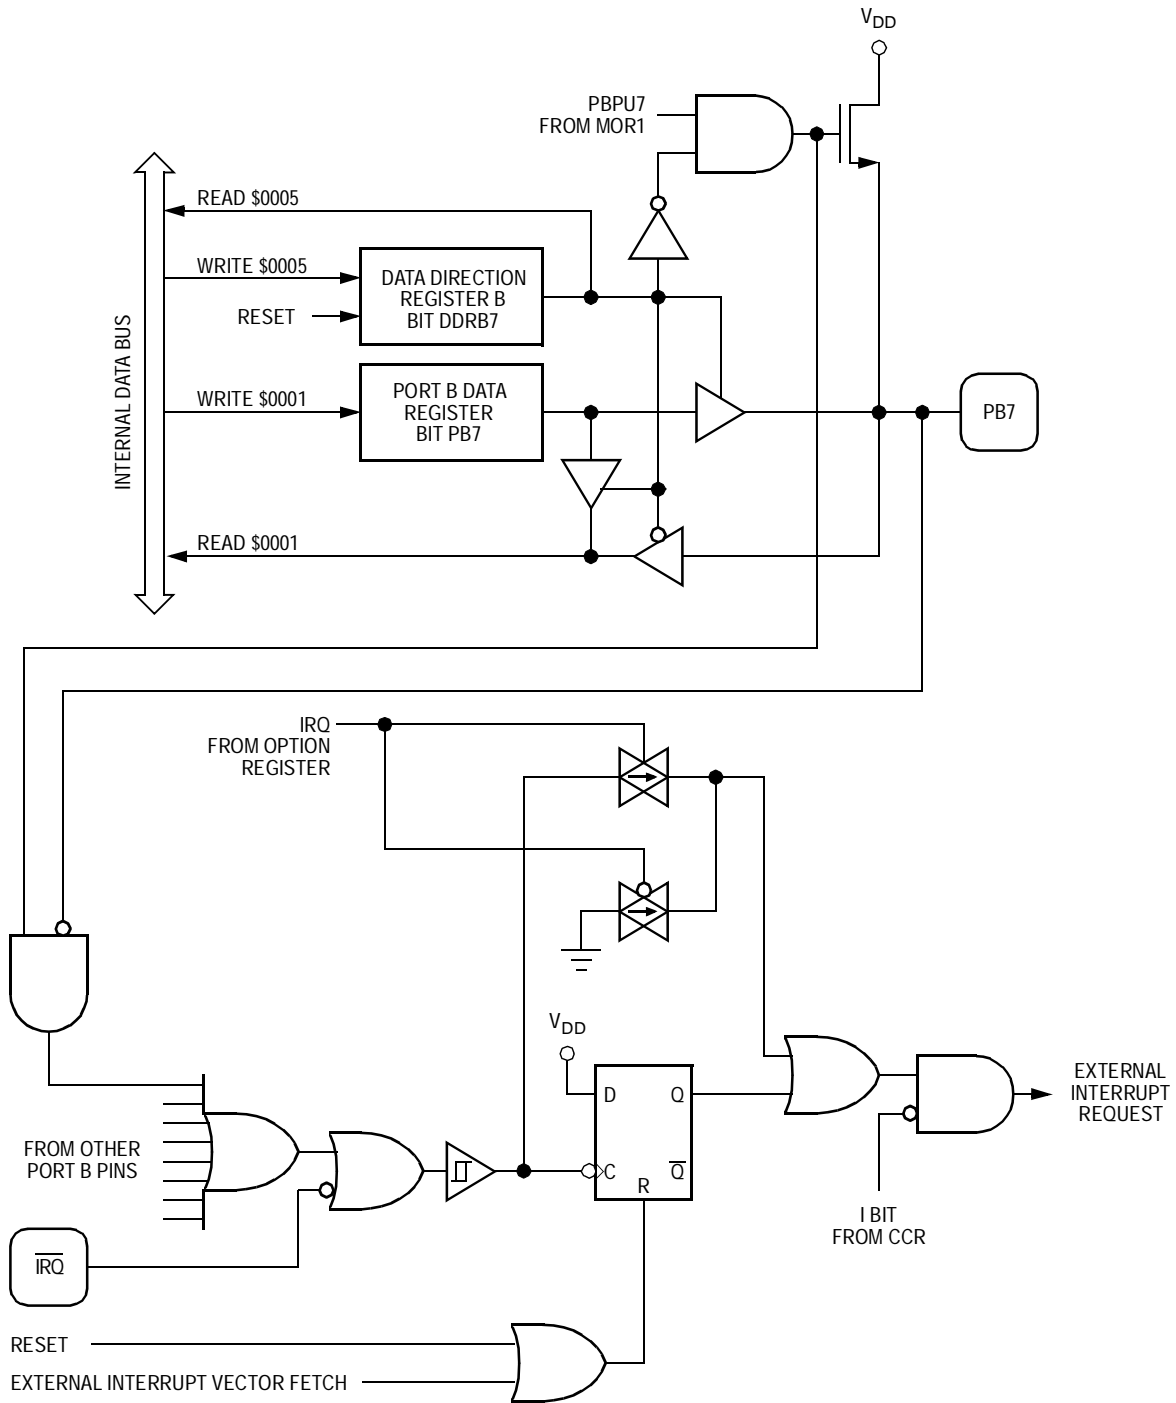 VDD
PBPU7
FROM MOR1
READ $0005
WRITE $0005
DATA DIRECTION
REGISTER B
BIT DDRB7
RESET
INTERNAL DATA BUS
WRITE $0001
PORT B DATA
REGISTER
BIT PB7
PB7
READ $0001
IRQ
FROM OPTION
REGISTER
VDD
D
Q
C
Q
R
EXTERNAL
INTERRUPT
REQUEST
FROM OTHER
PORT B PINS
I BIT
FROM CCR
IRQ
RESET
EXTERNAL INTERRUPT VECTOR FETCH